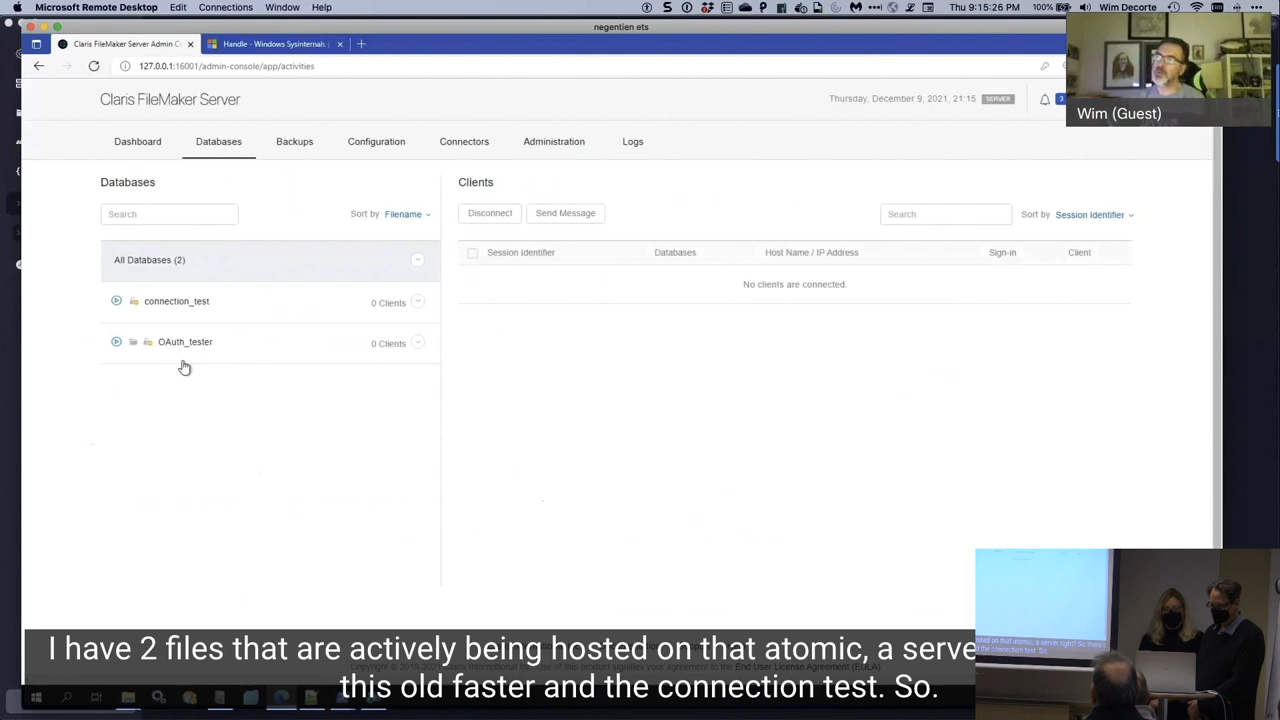 Microsoft Remote Desktop Edit Connections Window Help
Thu 9:15:26 PM 100% Wim Decorte
negentien ets
Claris FileMaker Server Admin C
Handle - Windows Sysinternals |
127.0.0.1:16001/admin-console/app/activities
Claris FileMaker Server
Thursday, December 9, 2021, 21:15 SERVER 3
Wim (Guest)
Dashboard Databases Backups Configuration Connectors Administration Logs
Databases
Clients
Search
Sort by Filename
Disconnect
Send Message
Search
Sort by Session Identifier
Session Identifier Databases Host Name / IP Address Sign-in Client
All Databases (2)
No clients are connected.
connection_test 0 Clients
OAuth_tester 0 Clients
I have 2 files that are actively being hosted on that atomic, a serve
this old faster and the connection test. So.